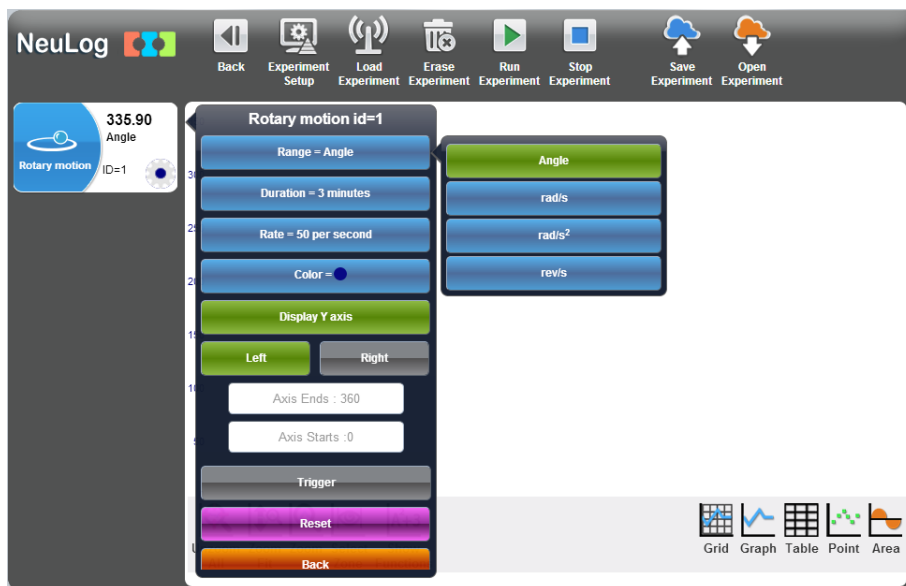 NeuLog
Back
Experiment
Setup
Load
Experiment
Erase
Experiment
Run
Experiment
Stop
Experiment
Save
Experiment
Open
Experiment
Rotary motion
335.90
Angle
ID=1
Rotary motion id=1
Range = Angle
Duration = 3 minutes
Rate = 50 per second
Color =
Display Y axis
Left
Right
Axis Ends : 360
Axis Starts :0
Trigger
Reset
Back
Angle
rad/s
rad/s²
rev/s
Grid
Graph
Table
Point
Area